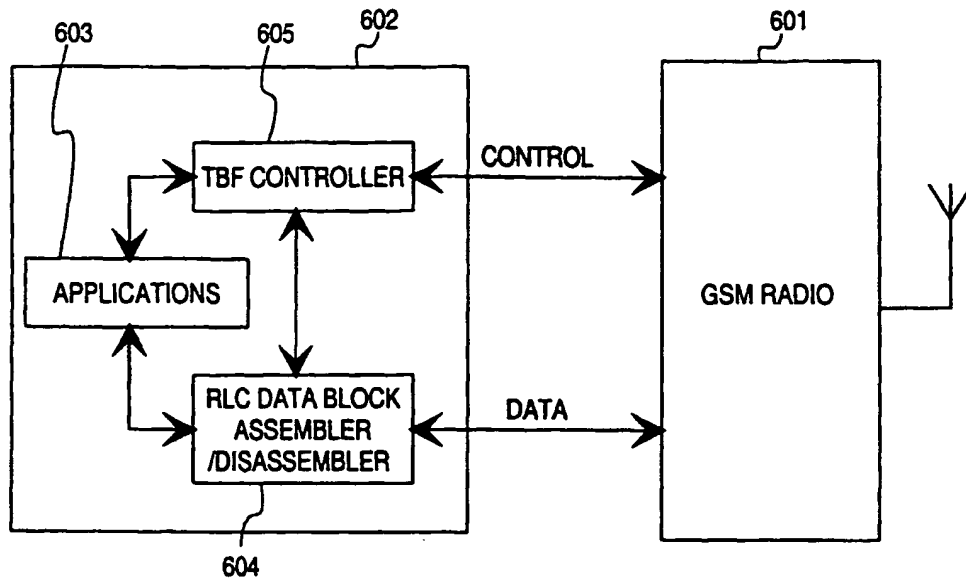 603
605
602
601
TBF CONTROLLER
CONTROL
APPLICATIONS
GSM RADIO
RLC DATA BLOCK
ASSEMBLER
/DISASSEMBLER
DATA
604